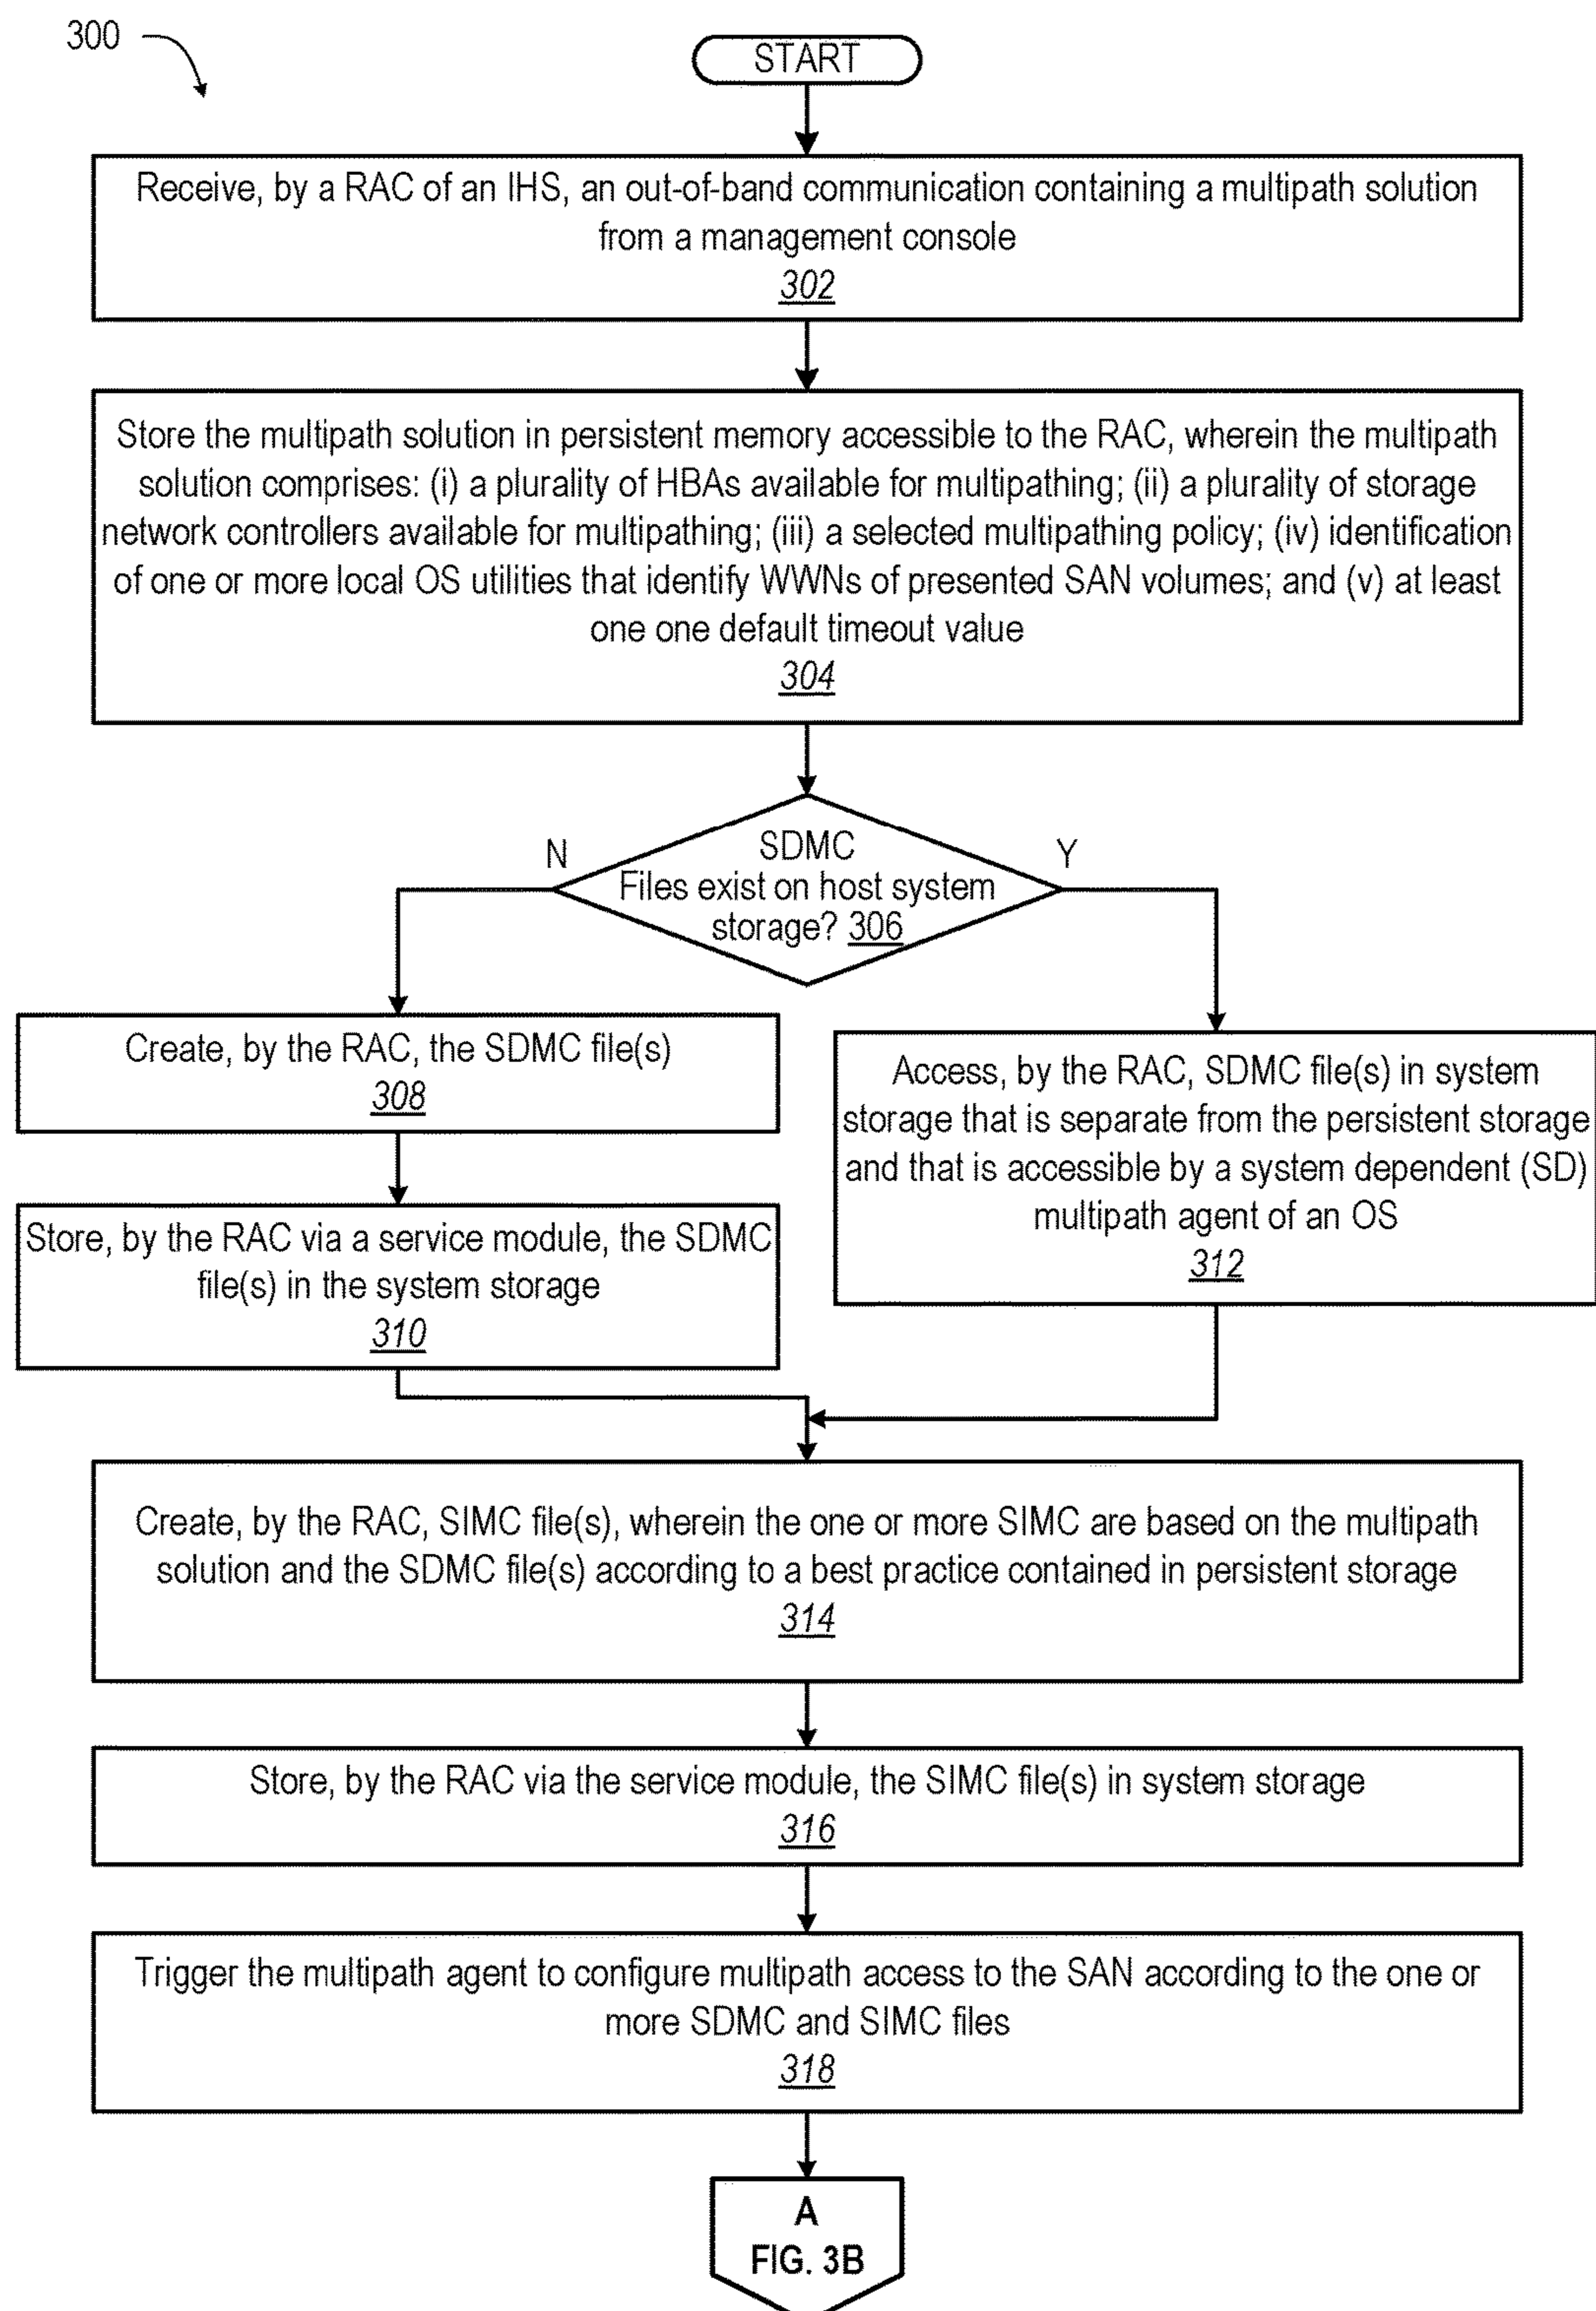 300
START
Receive, by a RAC of an IHS, an out-of-band communication containing a multipath solution
from a management console
302
Store the multipath solution in persistent memory accessible to the RAC, wherein the multipath
solution comprises: (i) a plurality of HBAs available for multipathing; (ii) a plurality of storage
network controllers available for multipathing; (iii) a selected multipathing policy; (iv) identification
of one or more local OS utilities that identify WWNs of presented SAN volumes; and (v) at least
one one default timeout value
304
N
SDMC
Files exist on host system
storage? 306
Y
Create, by the RAC, the SDMC file(s)
308
Store, by the RAC via a service module, the SDMC
file(s) in the system storage
310
Access, by the RAC, SDMC file(s) in system
storage that is separate from the persistent storage
and that is accessible by a system dependent (SD)
multipath agent of an OS
312
Create, by the RAC, SIMC file(s), wherein the one or more SIMC are based on the multipath
solution and the SDMC file(s) according to a best practice contained in persistent storage
314
Store, by the RAC via the service module, the SIMC file(s) in system storage
316
Trigger the multipath agent to configure multipath access to the SAN according to the one or
more SDMC and SIMC files
318
A
FIG. 3B